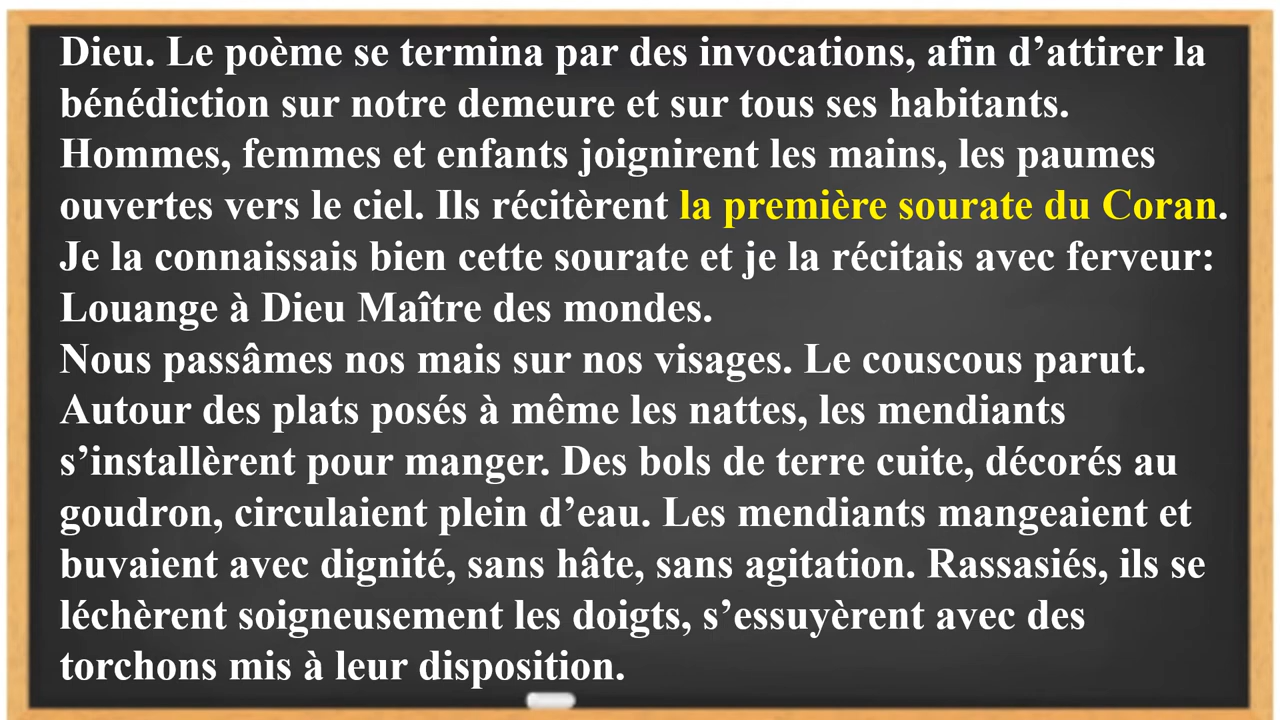 Dieu. Le poème se termina par des invocations, afin d’attirer la
bénédiction sur notre demeure et sur tous ses habitants.
Hommes, femmes et enfants joignirent les mains, les paumes
ouvertes vers le ciel. Ils récitèrent la première sourate du Coran.
Je la connaissais bien cette sourate et je la récitais avec ferveur:
Louange à Dieu Maître des mondes.
Nous passâmes nos mais sur nos visages. Le couscous parut.
Autour des plats posés à même les nattes, les mendiants
s’installèrent pour manger. Des bols de terre cuite, décorés au
goudron, circulaient plein d’eau. Les mendiants mangeaient et
buvaient avec dignité, sans hâte, sans agitation. Rassasiés, ils se
léchèrent soigneusement les doigts, s’essuyèrent avec des
torchons mis à leur disposition.